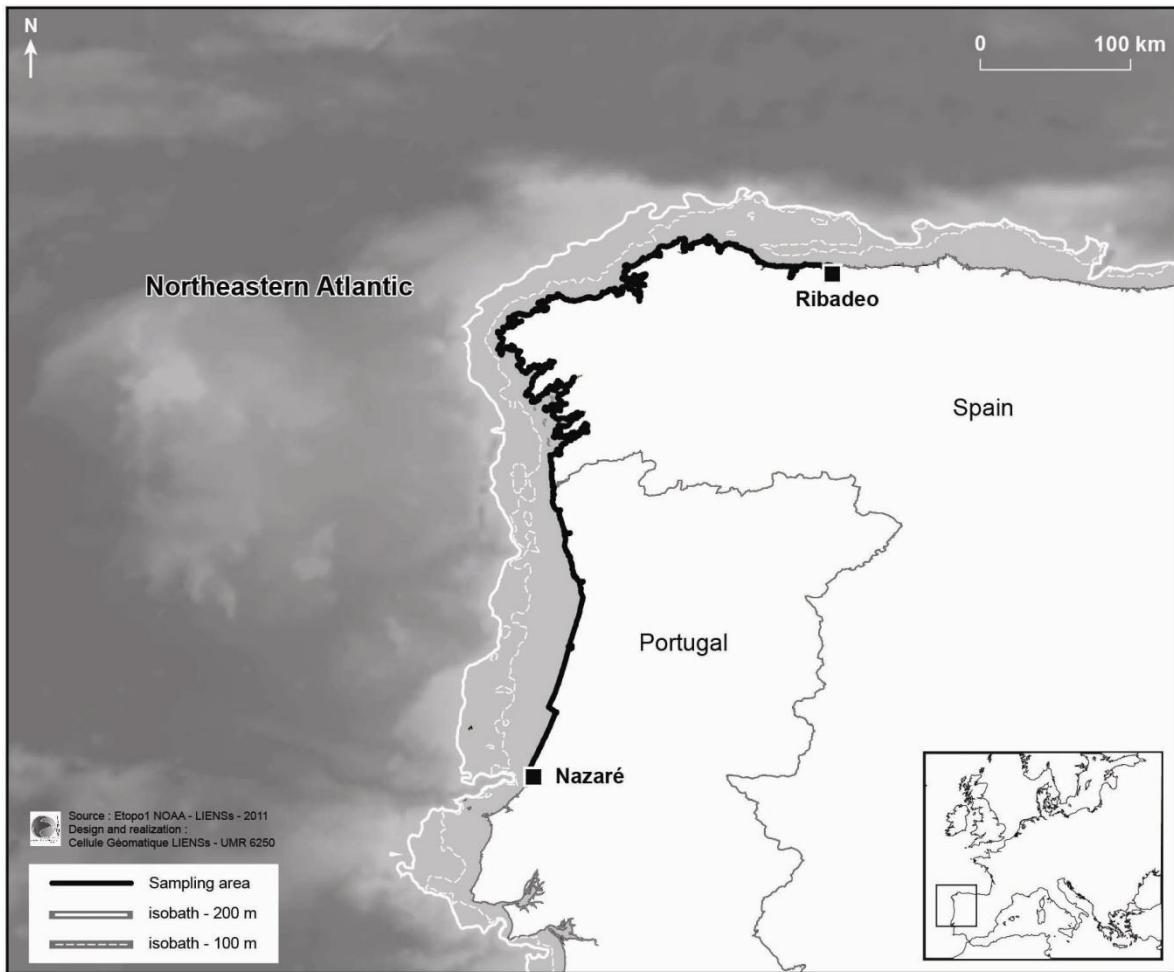 N
0 100 km
Northeastern Atlantic
Ribadeo
Spain
Portugal
Nazaré
Source : Etopo1 NOAA - LIENSs - 2011
Design and realization :
Cellule Géomatique LIENSs - UMR 6250
Sampling area
isobath - 200 m
isobath - 100 m